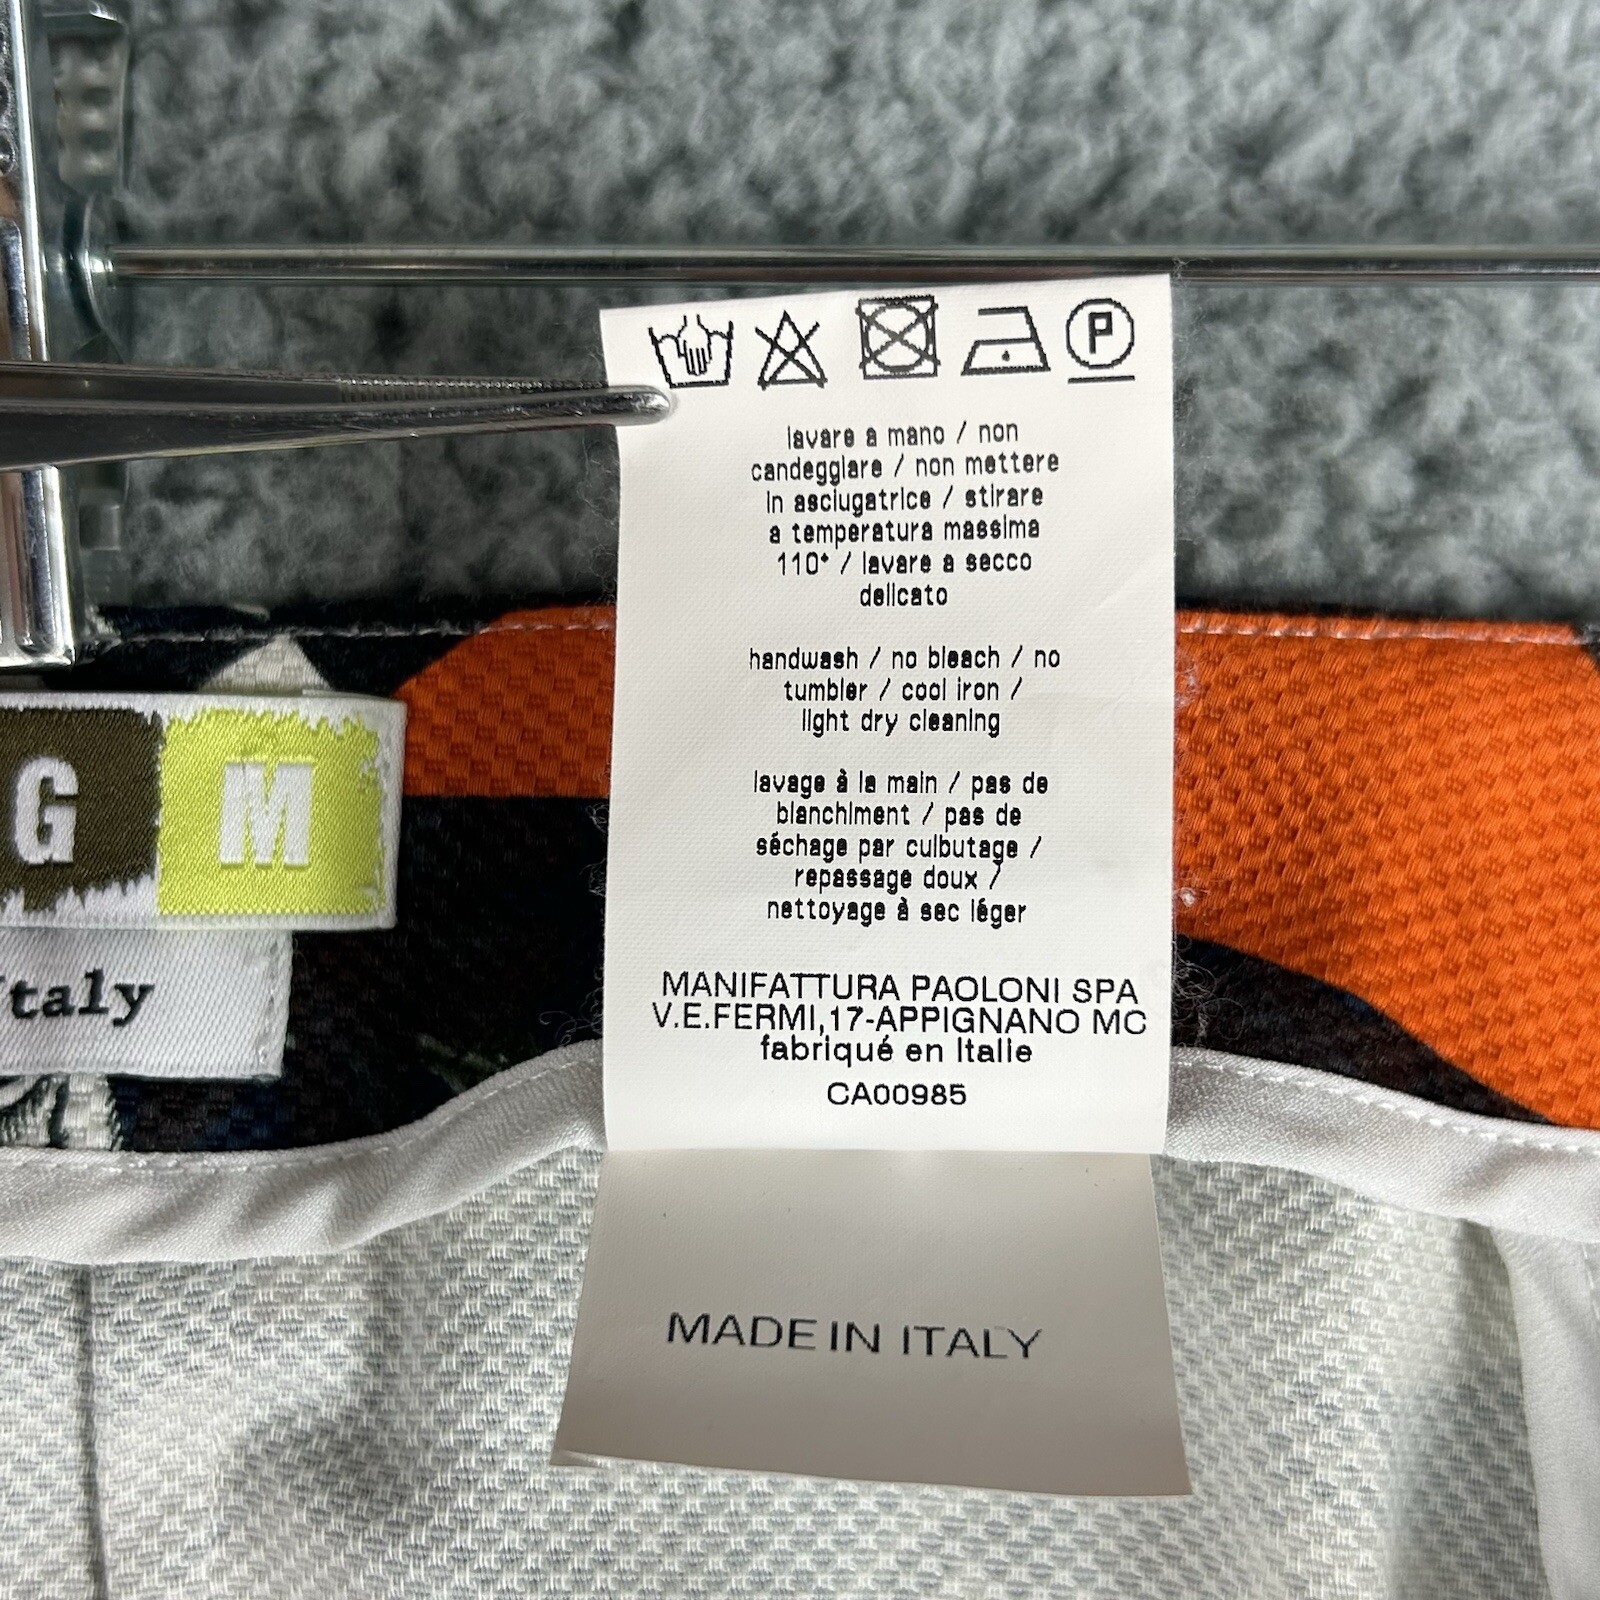 P
lavare a mano / non
candeggiare / non mettere
in asciugatrice / stirare
a temperatura massima
110° / lavare a secco
delicato
handwash / no bleach / no
tumbler / cool iron /
light dry cleaning
lavage à la main / pas de
blanchiment / pas de
séchage par culbutage /
repassage doux /
nettoyage à sec léger
MANIFATTURA PAOLONI SPA
V.E.FERMI,17-APPIGNANO MC
fabriqué en Italie
CA00985
MADE IN ITALY
G M
Italy